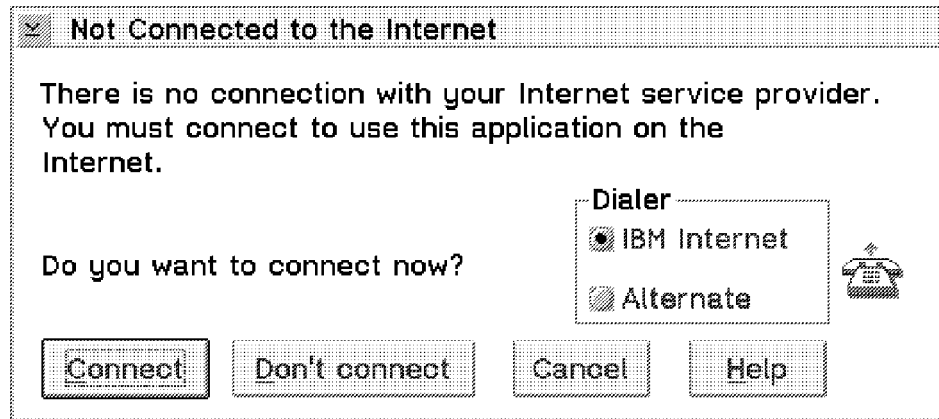 Not Connected to the Internet
There is no connection with your Internet service provider.
You must connect to use this application on the
Internet.
Dialer
IBM Internet
Do you want to connect now?
Alternate
Connect Don't connect Cancel Help